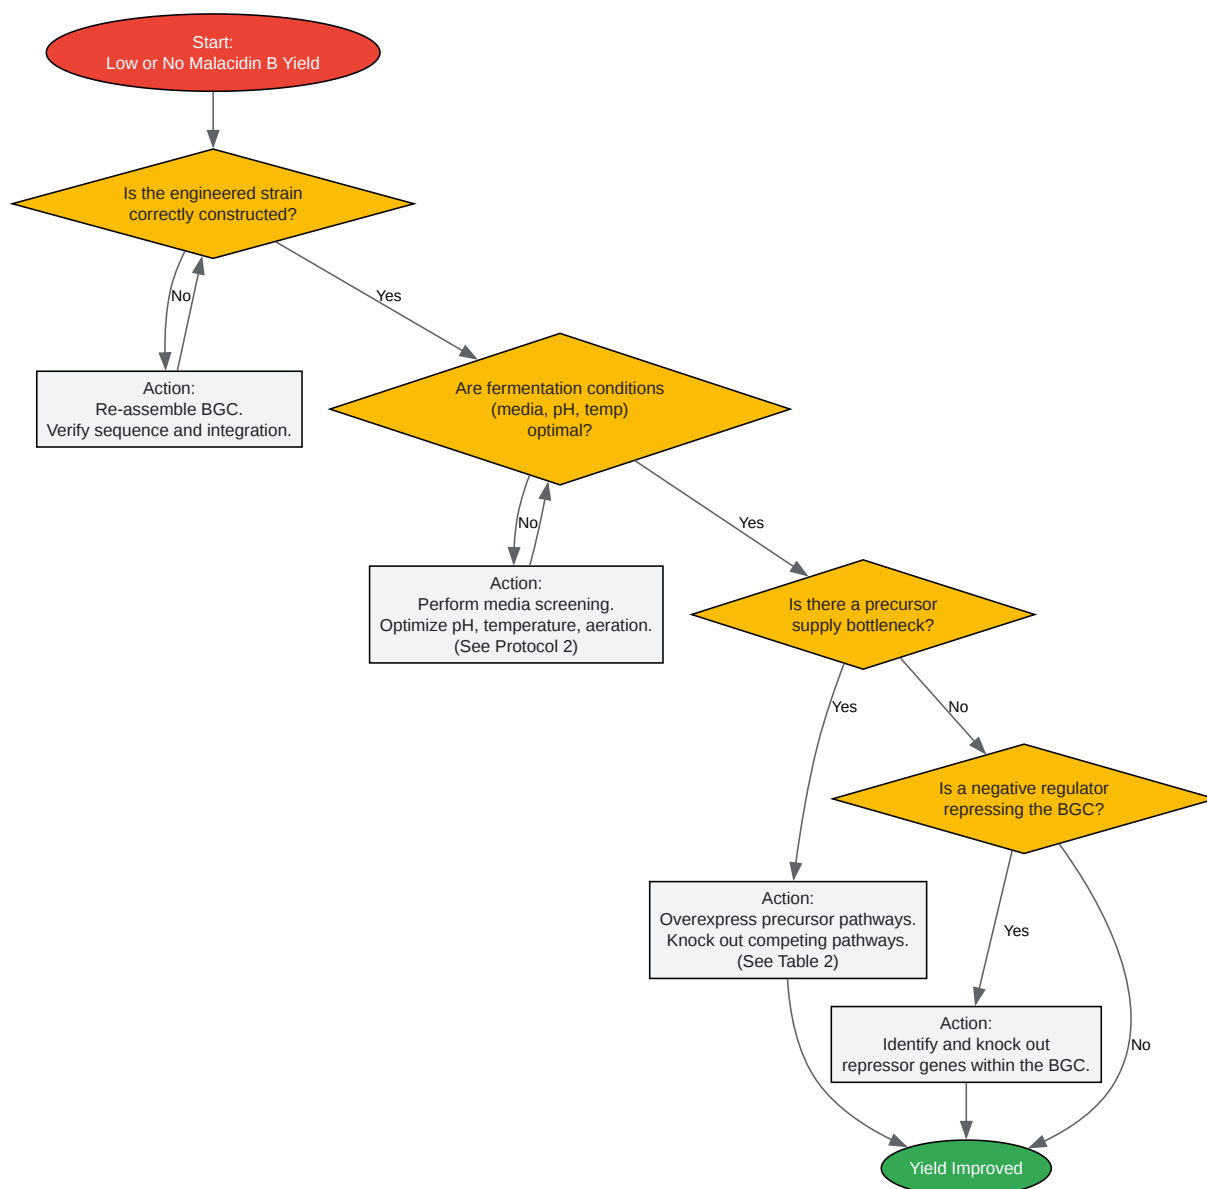 Start:
Low or No Malacidin B Yield
Is the engineered strain
correctly constructed?
No
Yes
Action:
Re-assemble BGC.
Verify sequence and integration.
Are fermentation conditions
(media, pH, temp)
optimal?
No
Yes
Action:
Perform media screening.
Optimize pH, temperature, aeration.
(See Protocol 2)
Is there a precursor
supply bottleneck?
Yes
No
Is a negative regulator
repressing the BGC?
Action:
Overexpress precursor pathways.
Knock out competing pathways.
(See Table 2)
Yes
No
Action:
Identify and knock out
repressor genes within the BGC.
Yield Improved